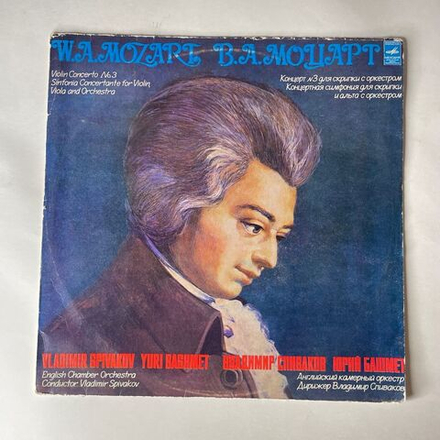 W.A.MOZART В.А.МОЦАРТ
Violin Concerto No.3
Sinfonia Concertante for Violin,
Viola and Orchestra
Концерт №3 для скрипки с оркестром
Концертная симфония для скрипки
и альта с оркестром
VLADIMIR SPIVAKOV YURI BASHMET ВЛАДИМИР СПИВАКОВ ЮРИЙ БАШМЕТ
English Chamber Orchestra
Conductor Vladimir Spivakov
Английский камерный оркестр
Дирижер Владимир Спиваков